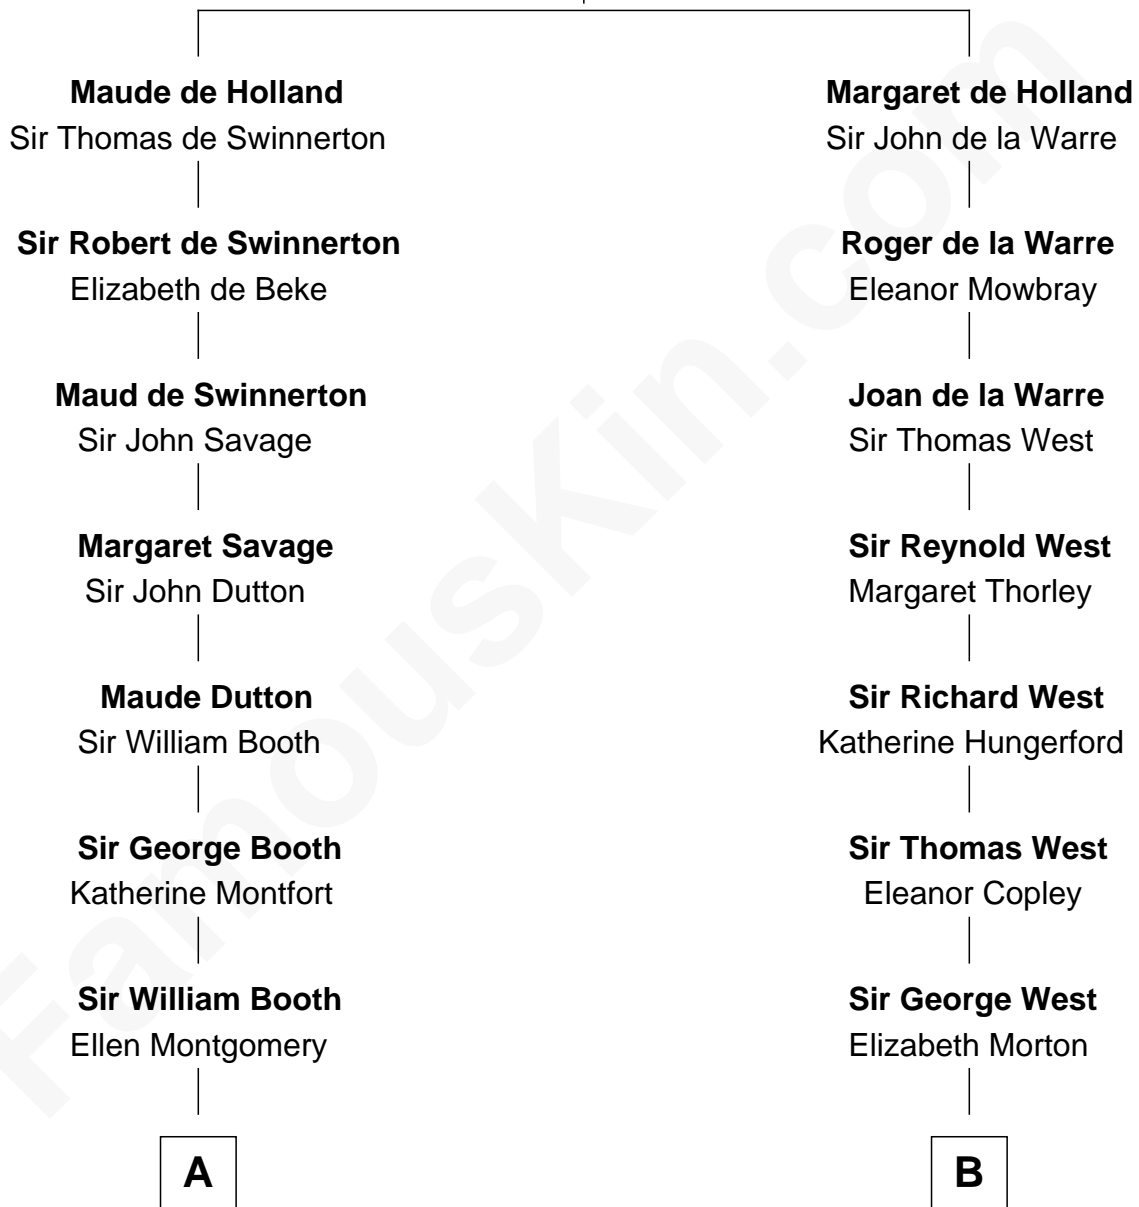 Maude de Holland
Sir Thomas de Swinnerton
Margaret de Holland
Sir John de la Warre
Sir Robert de Swinnerton
Elizabeth de Beke
Roger de la Warre
Eleanor Mowbray
Maud de Swinnerton
Sir John Savage
Joan de la Warre
Sir Thomas West
Margaret Savage
Sir John Dutton
Sir Reynold West
Margaret Thorley
Maude Dutton
Sir William Booth
Sir Richard West
Katherine Hungerford
Sir George Booth
Katherine Montfort
Sir Thomas West
Eleanor Copley
Sir William Booth
Ellen Montgomery
Sir George West
Elizabeth Morton
A
B
FamousKin.com